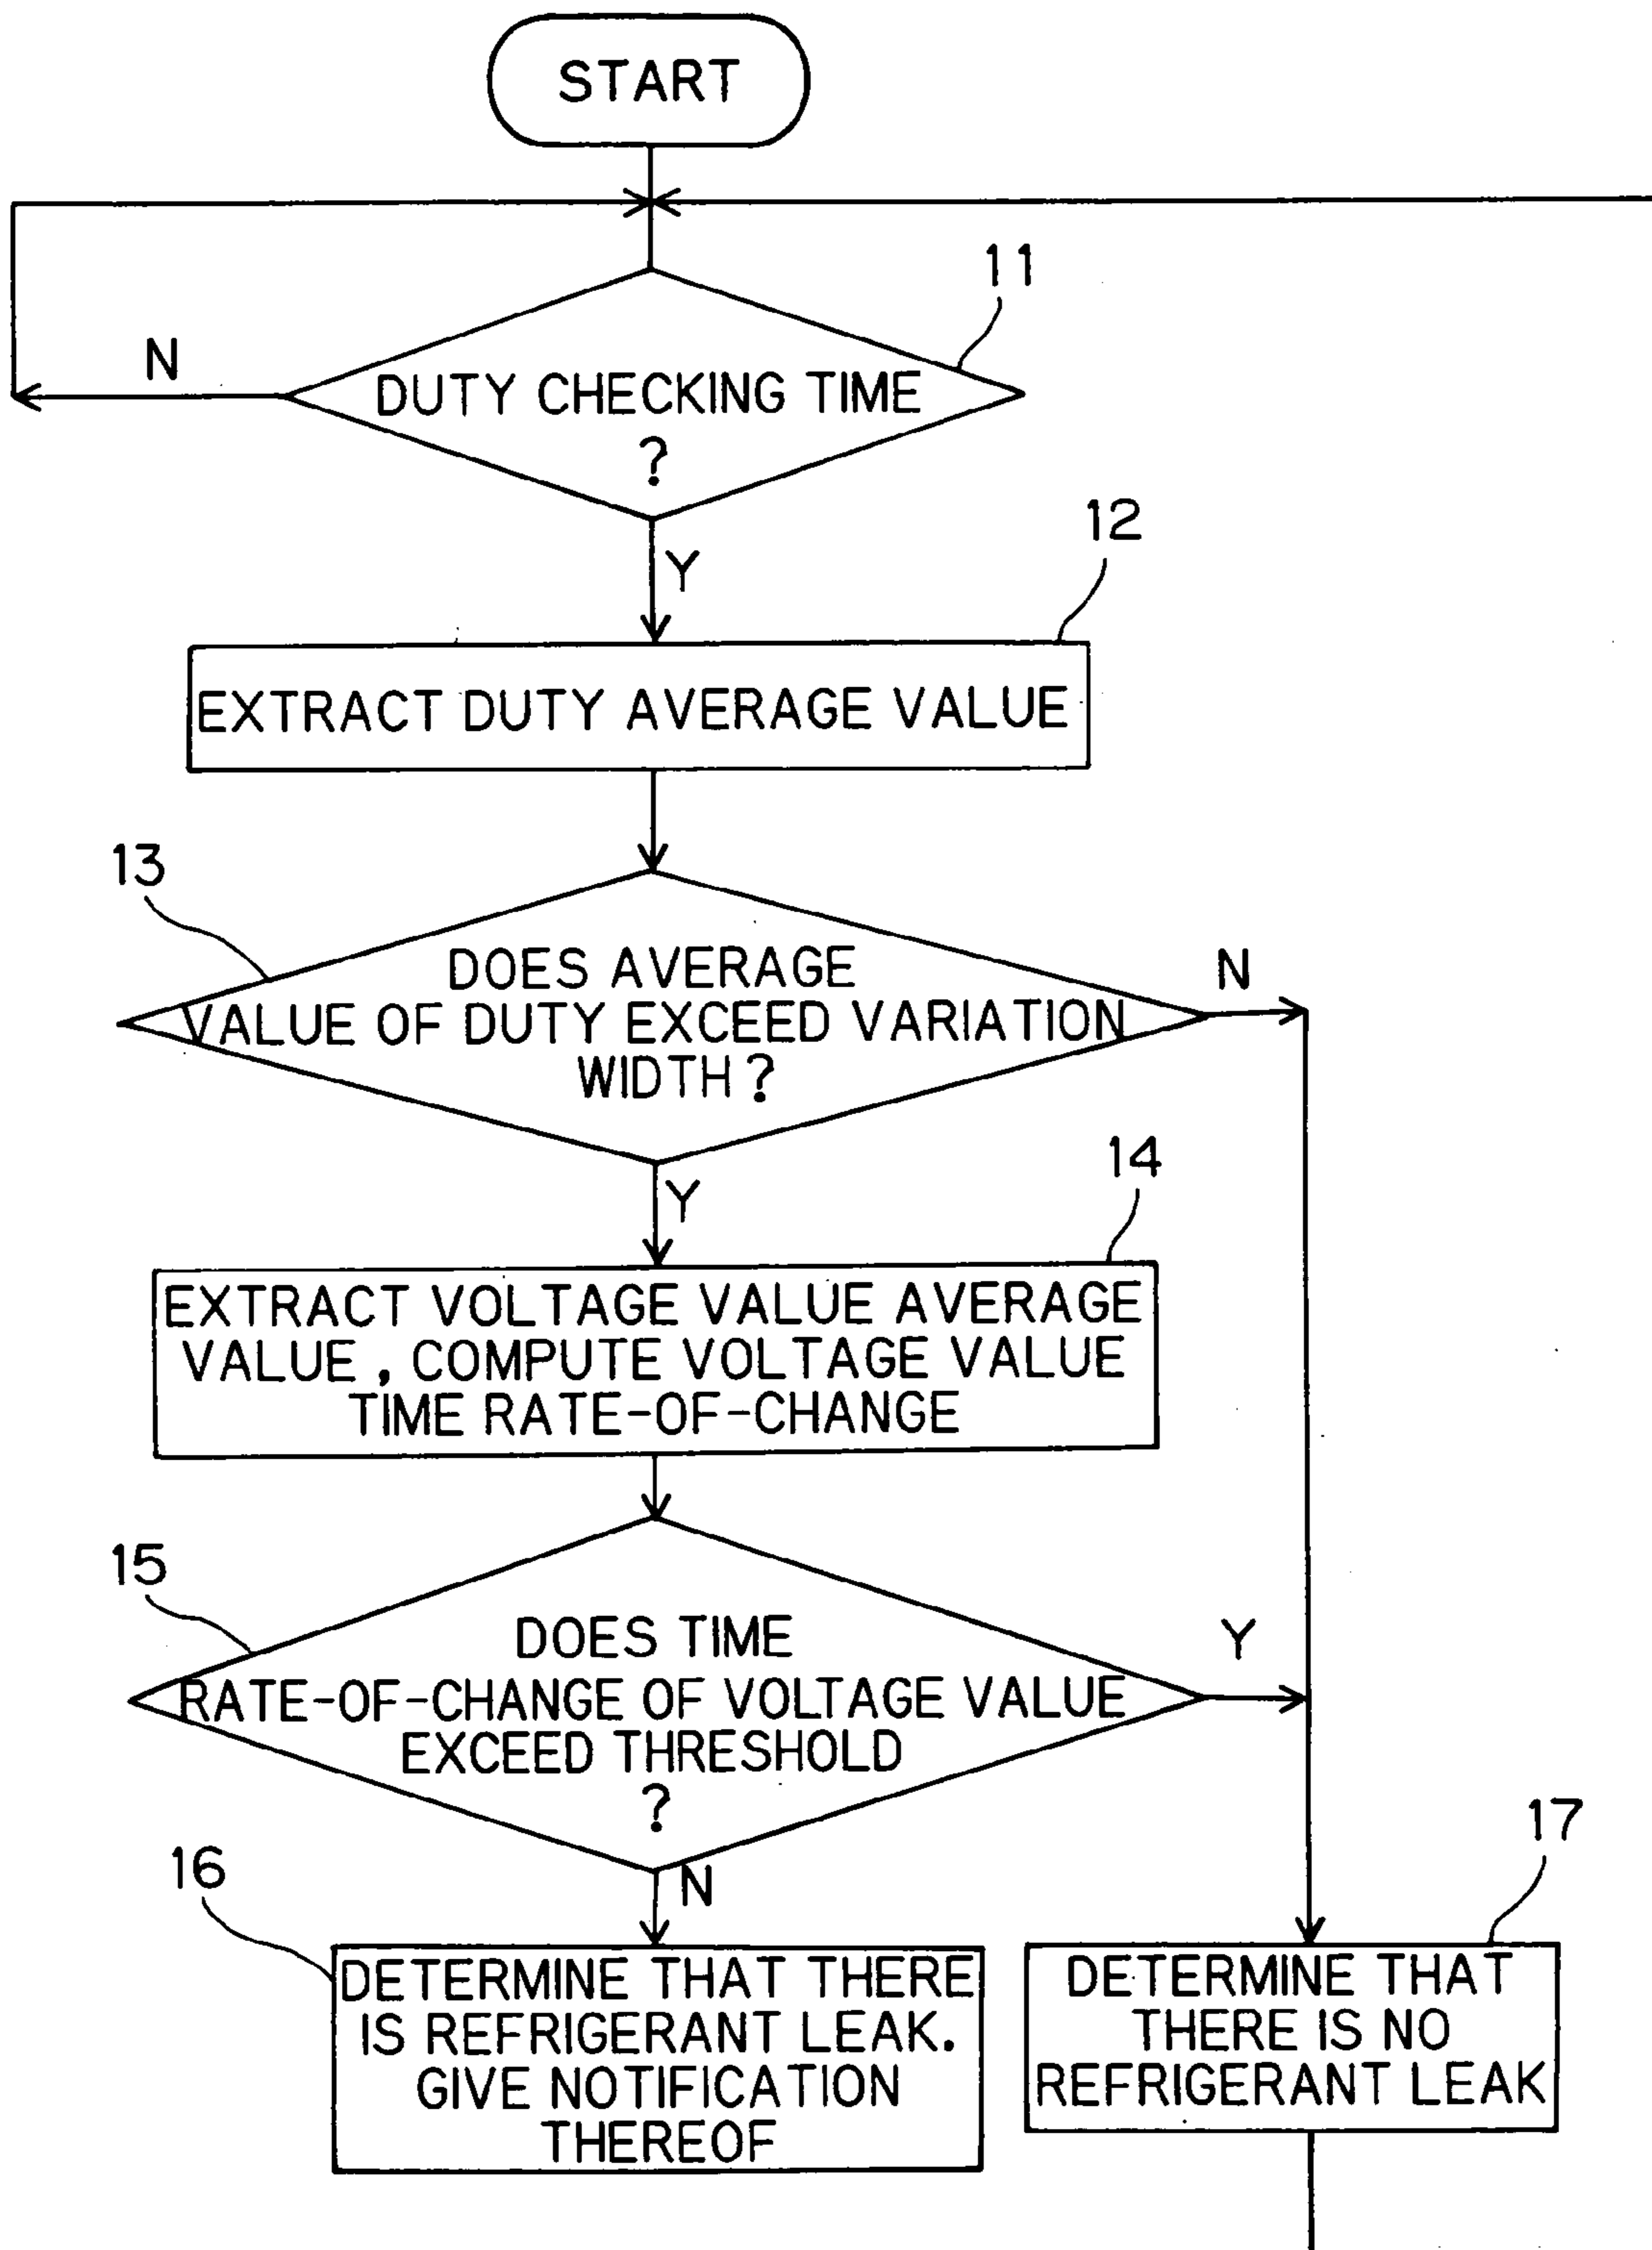 START
11
N
DUTY CHECKING TIME
?
12
Y
EXTRACT DUTY AVERAGE VALUE
13
DOES AVERAGE
N
VALUE OF DUTY EXCEED VARIATION
WIDTH?
14
Y
EXTRACT VOLTAGE VALUE AVERAGE
VALUE, COMPUTE VOLTAGE VALUE
TIME RATE-OF-CHANGE
15
DOES TIME
Y
RATE-OF-CHANGE OF VOLTAGE VALUE
EXCEED THRESHOLD
?
16
N
17
DETERMINE THAT THERE
IS REFRIGERANT LEAK.
GIVE NOTIFICATION
THEREOF
DETERMINE THAT
THERE IS NO
REFRIGERANT LEAK